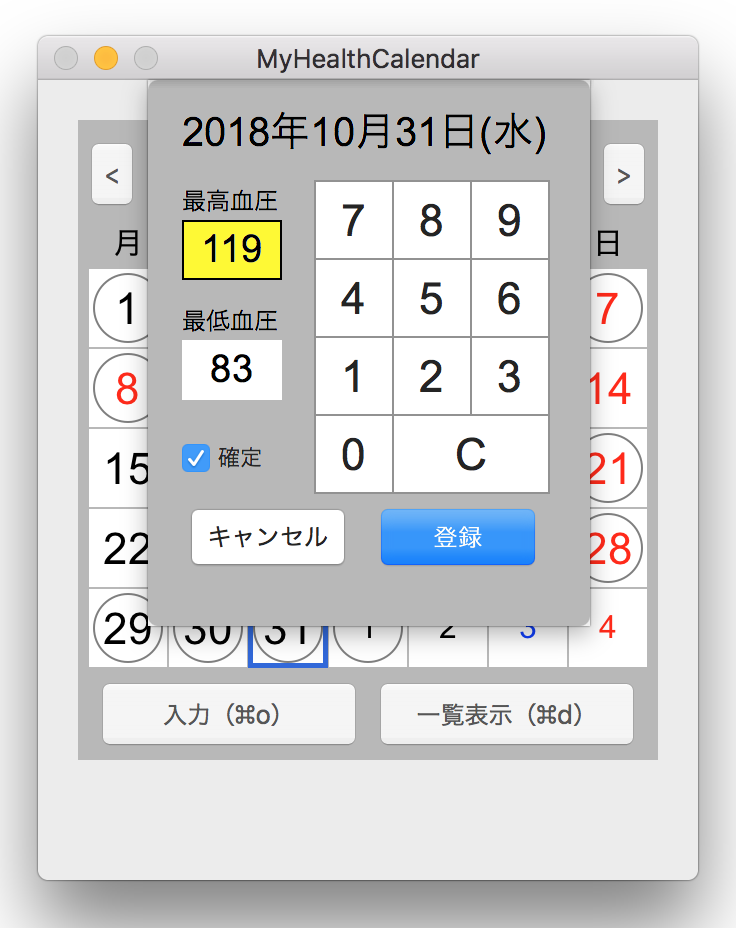 MyHealthCalendar
2018年10月31日(水)
<
>
最高血圧
119
最低血圧
83
確定
7 8 9
4 5 6
1 2 3
0 C
キャンセル
登録
月
日
1
7
8
14
15
21
22
28
29 30 31 1 2 3 4
入力（⌘o）
一覧表示（⌘d）